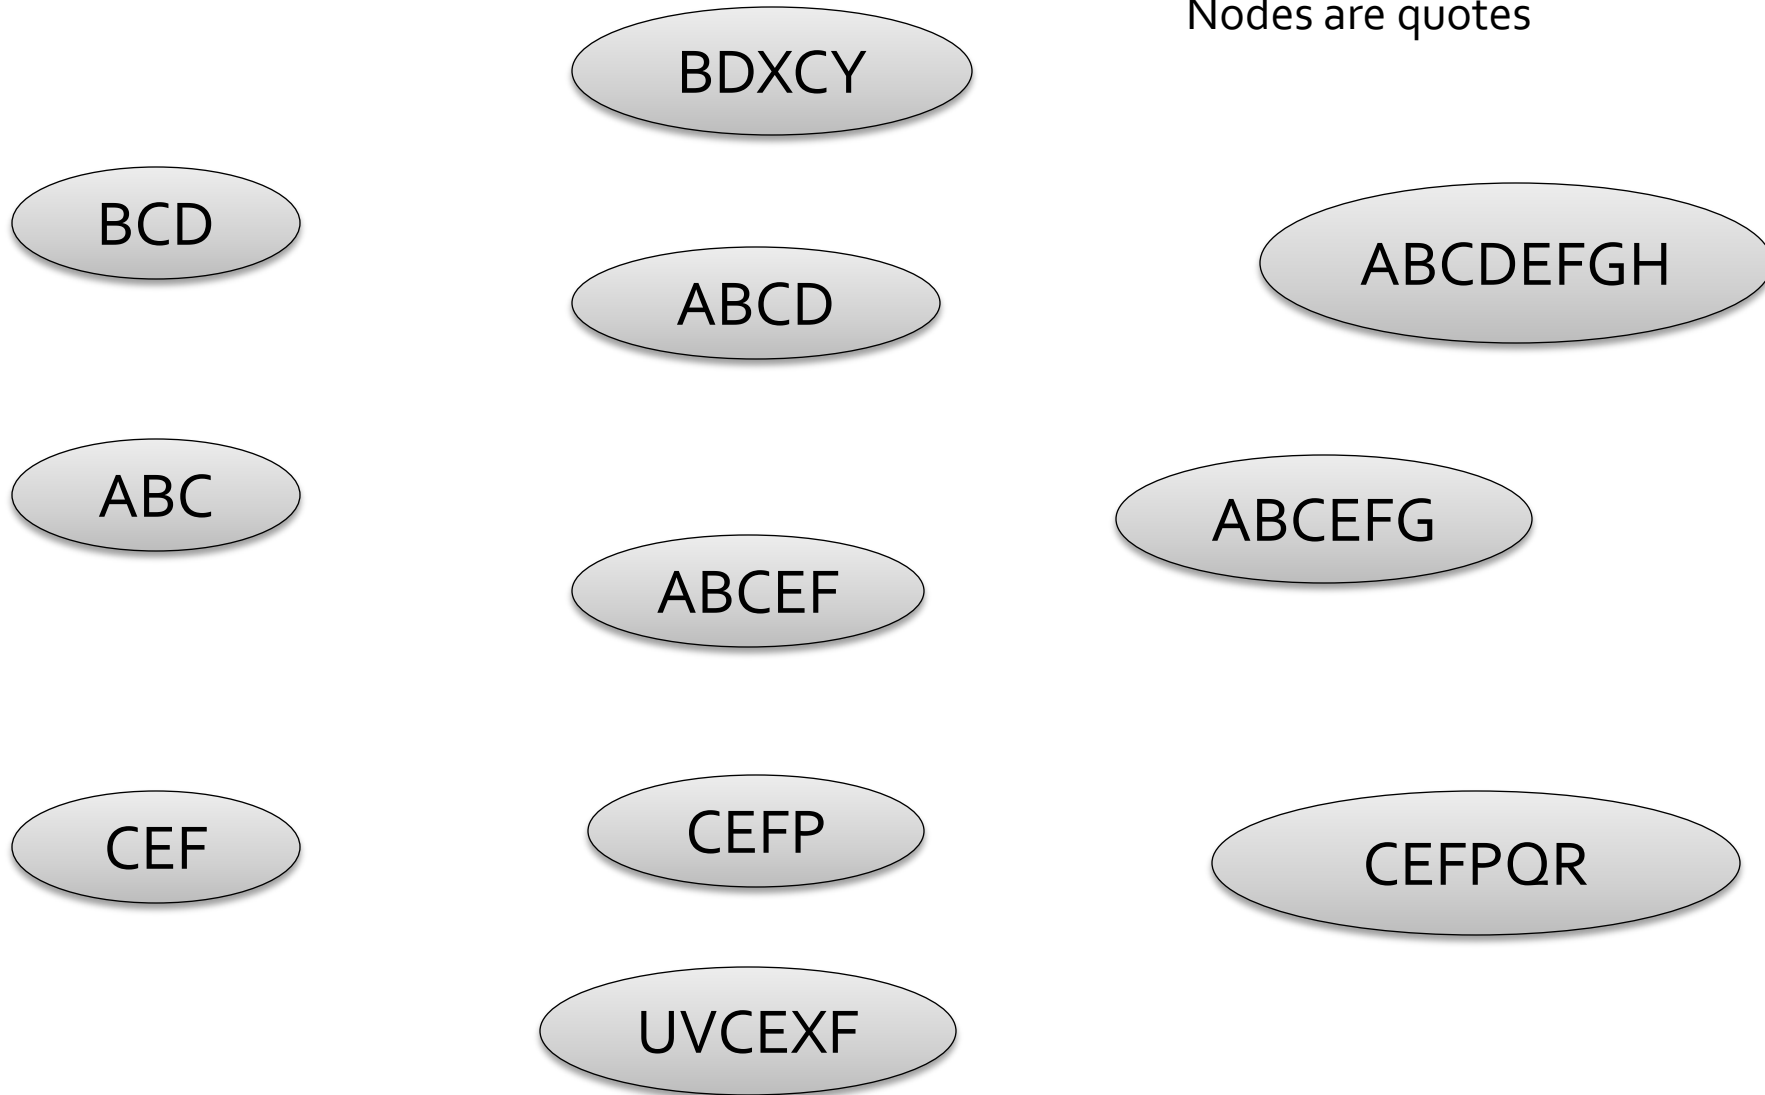 Nodes are quotes
BDXCY
BCD
ABCDEFGH
ABCD
ABC
ABCEFG
ABCEF
CEF
CEFP
CEFPQR
UVCEXF